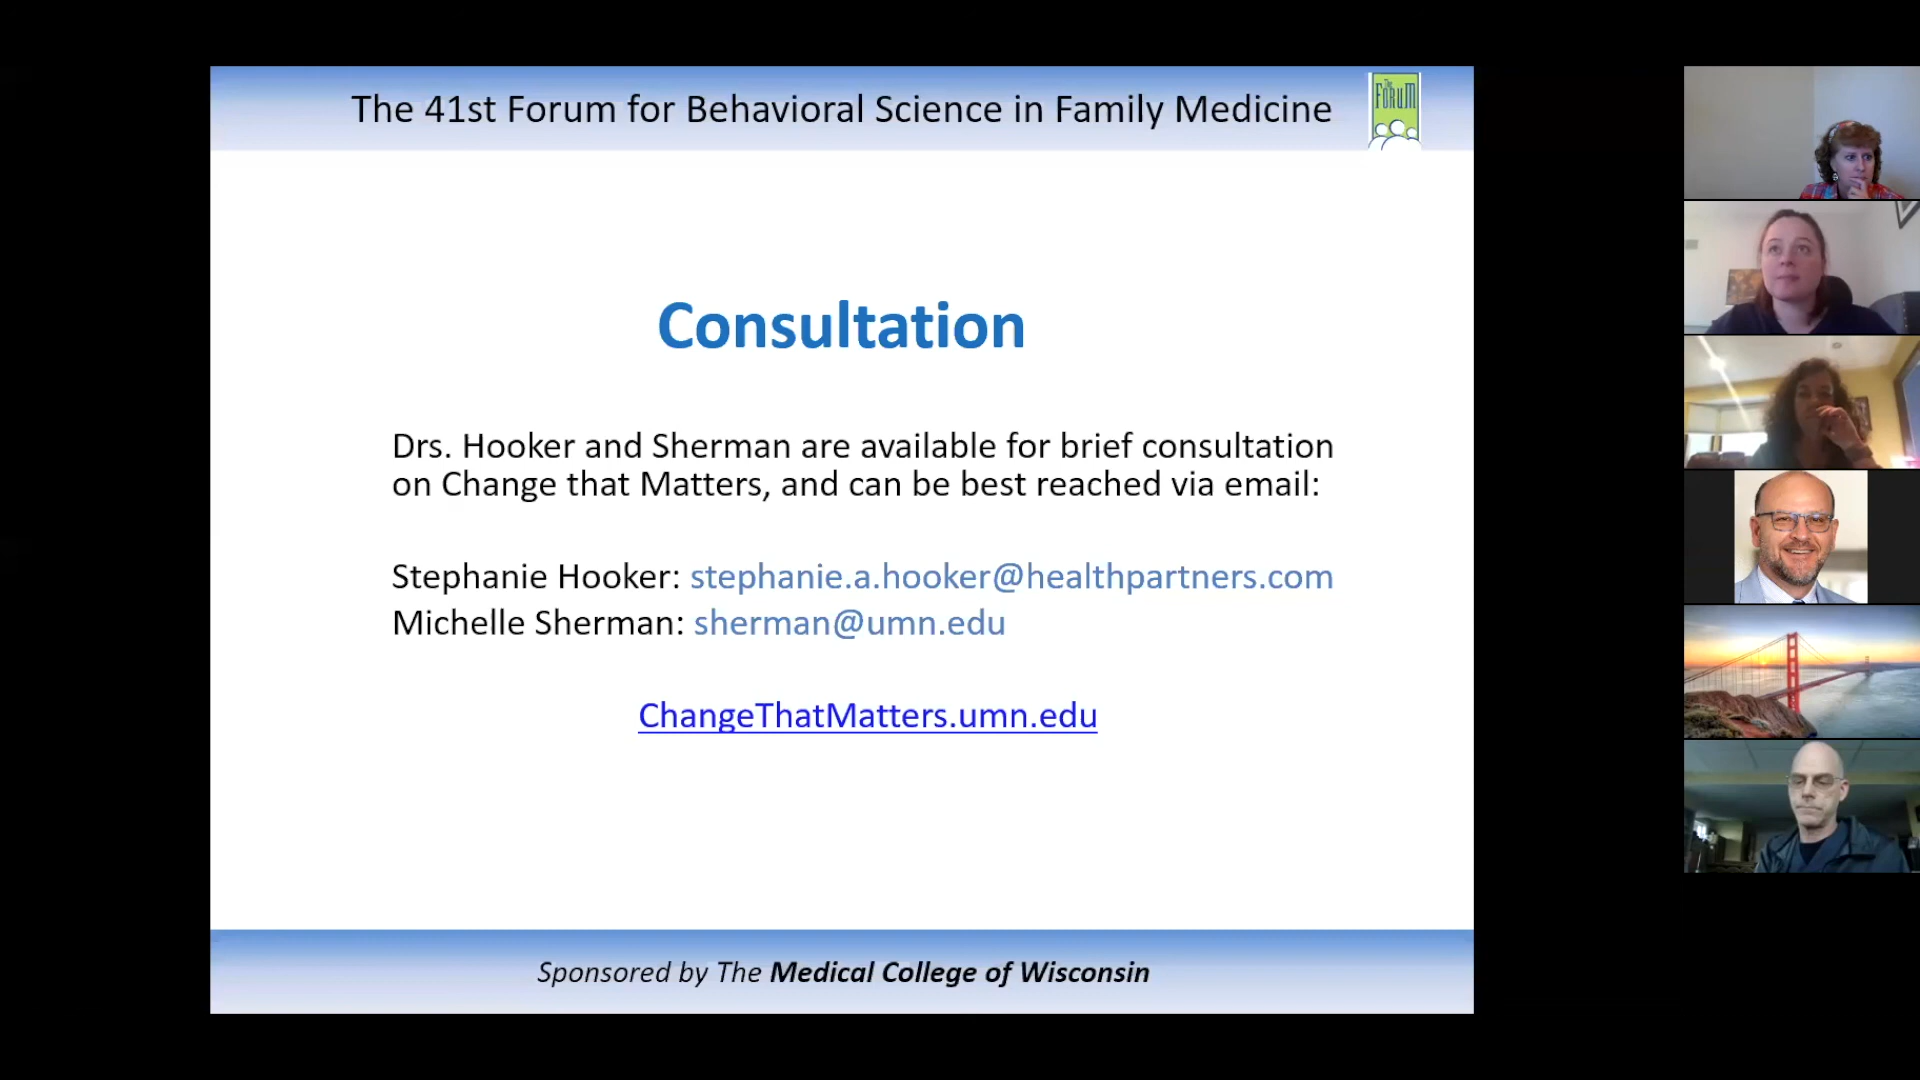 The 41st Forum for Behavioral Science in Family Medicine
The
FORUM
Consultation
Drs. Hooker and Sherman are available for brief consultation
on Change that Matters, and can be best reached via email:
Stephanie Hooker: stephanie.a.hooker@healthpartners.com
Michelle Sherman: sherman@umn.edu
ChangeThatMatters.umn.edu
Sponsored by The Medical College of Wisconsin